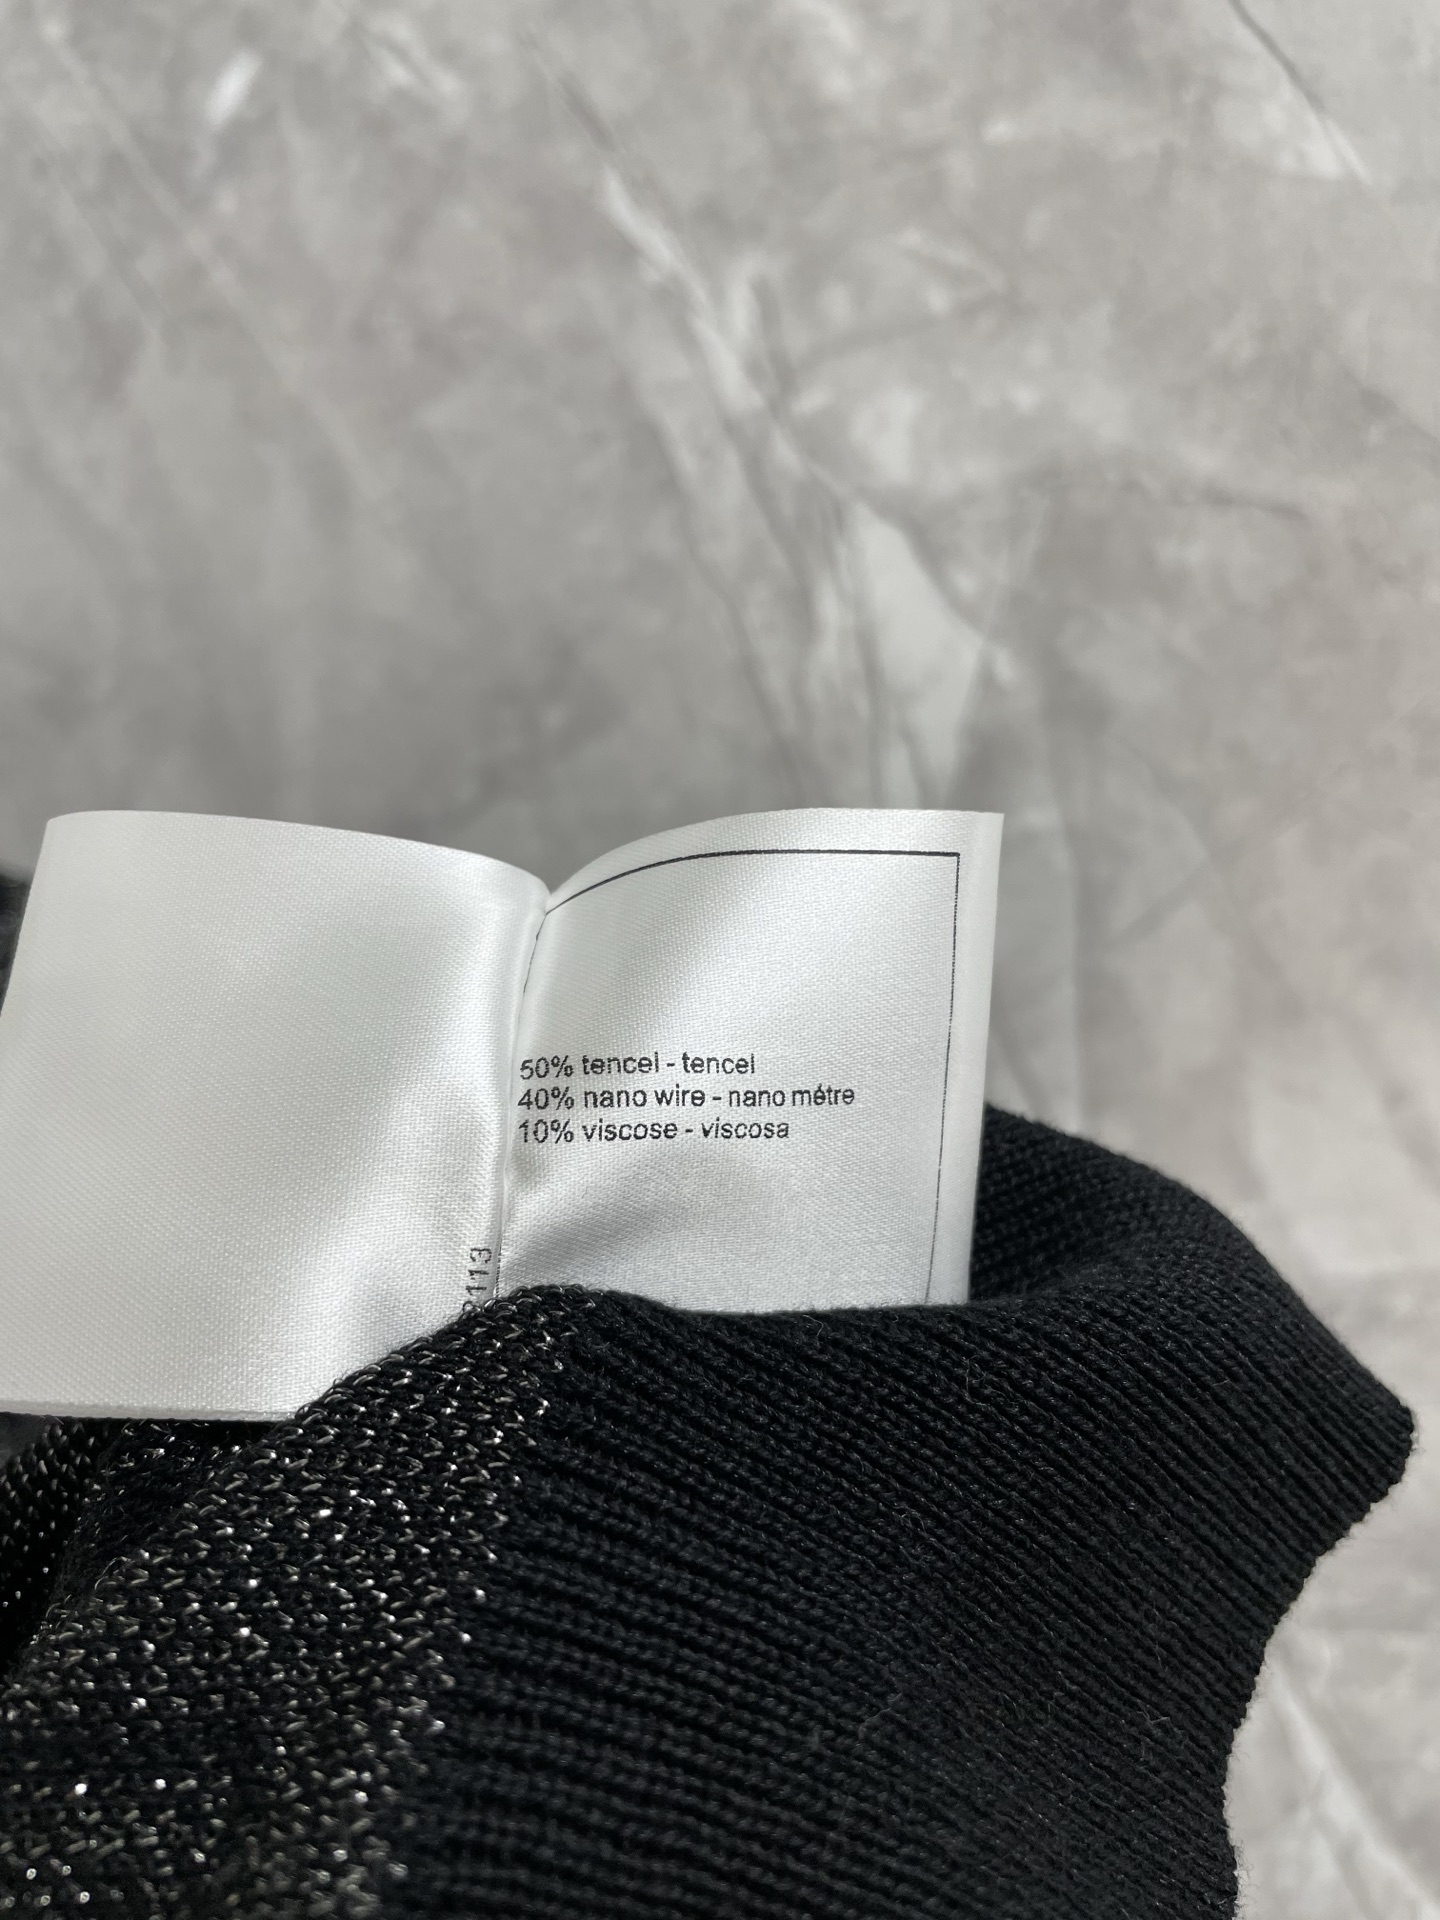 50% tencel - tencel
40% nano wire - nano métre
10% viscose - viscosa